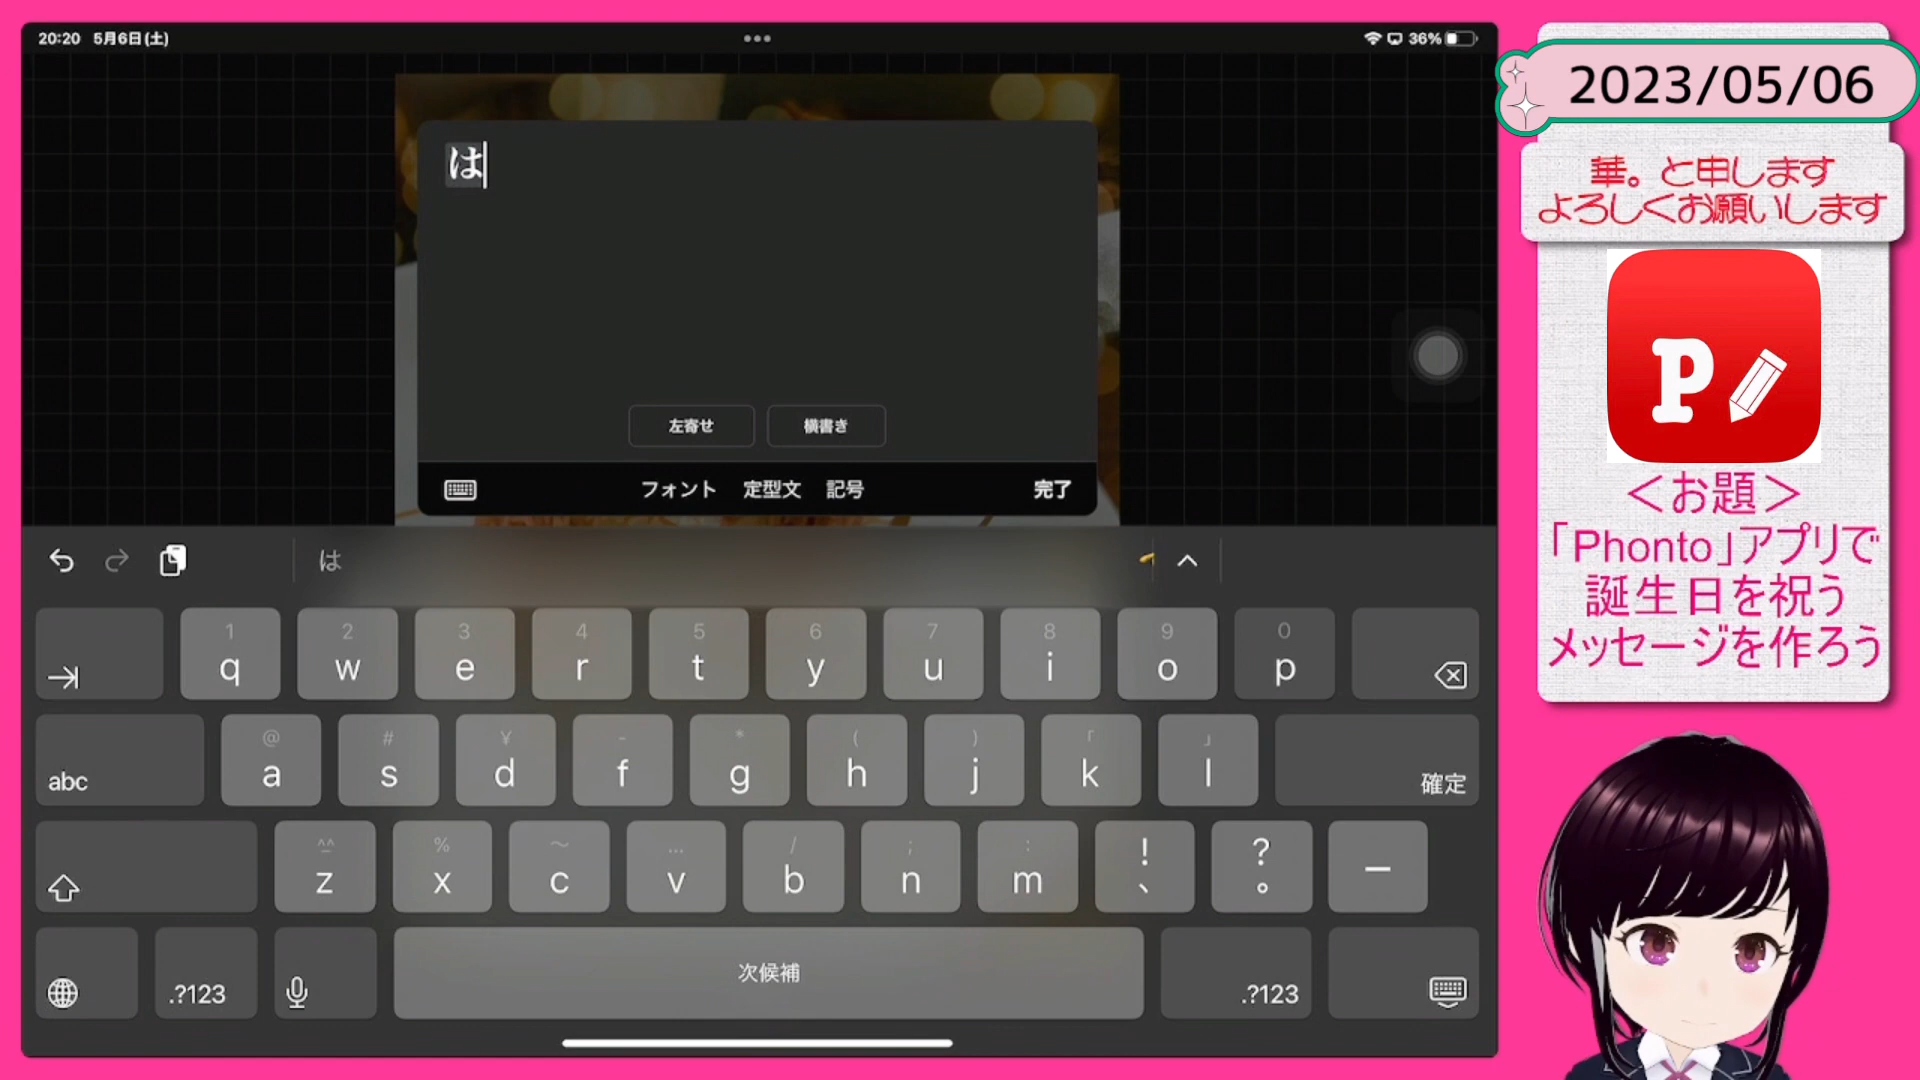 20:20 5月6日(土)
36%
は
左寄せ 横書き
フォント 定型文 記号 完了
は
1 2 3 4 5 6 7 8 9 0
q w e r t y u i o p
@ # ¥ - * ( ) 「 」
abc a s d f g h j k l 確定
^^ % ~ … / ; : ! ?
z x c v b n m 、 。 ー
.?123 次候補 .?123
2023/05/06
華。と申します
よろしくお願いします
P
＜お題＞
「Phonto」アプリで
誕生日を祝う
メッセージを作ろう